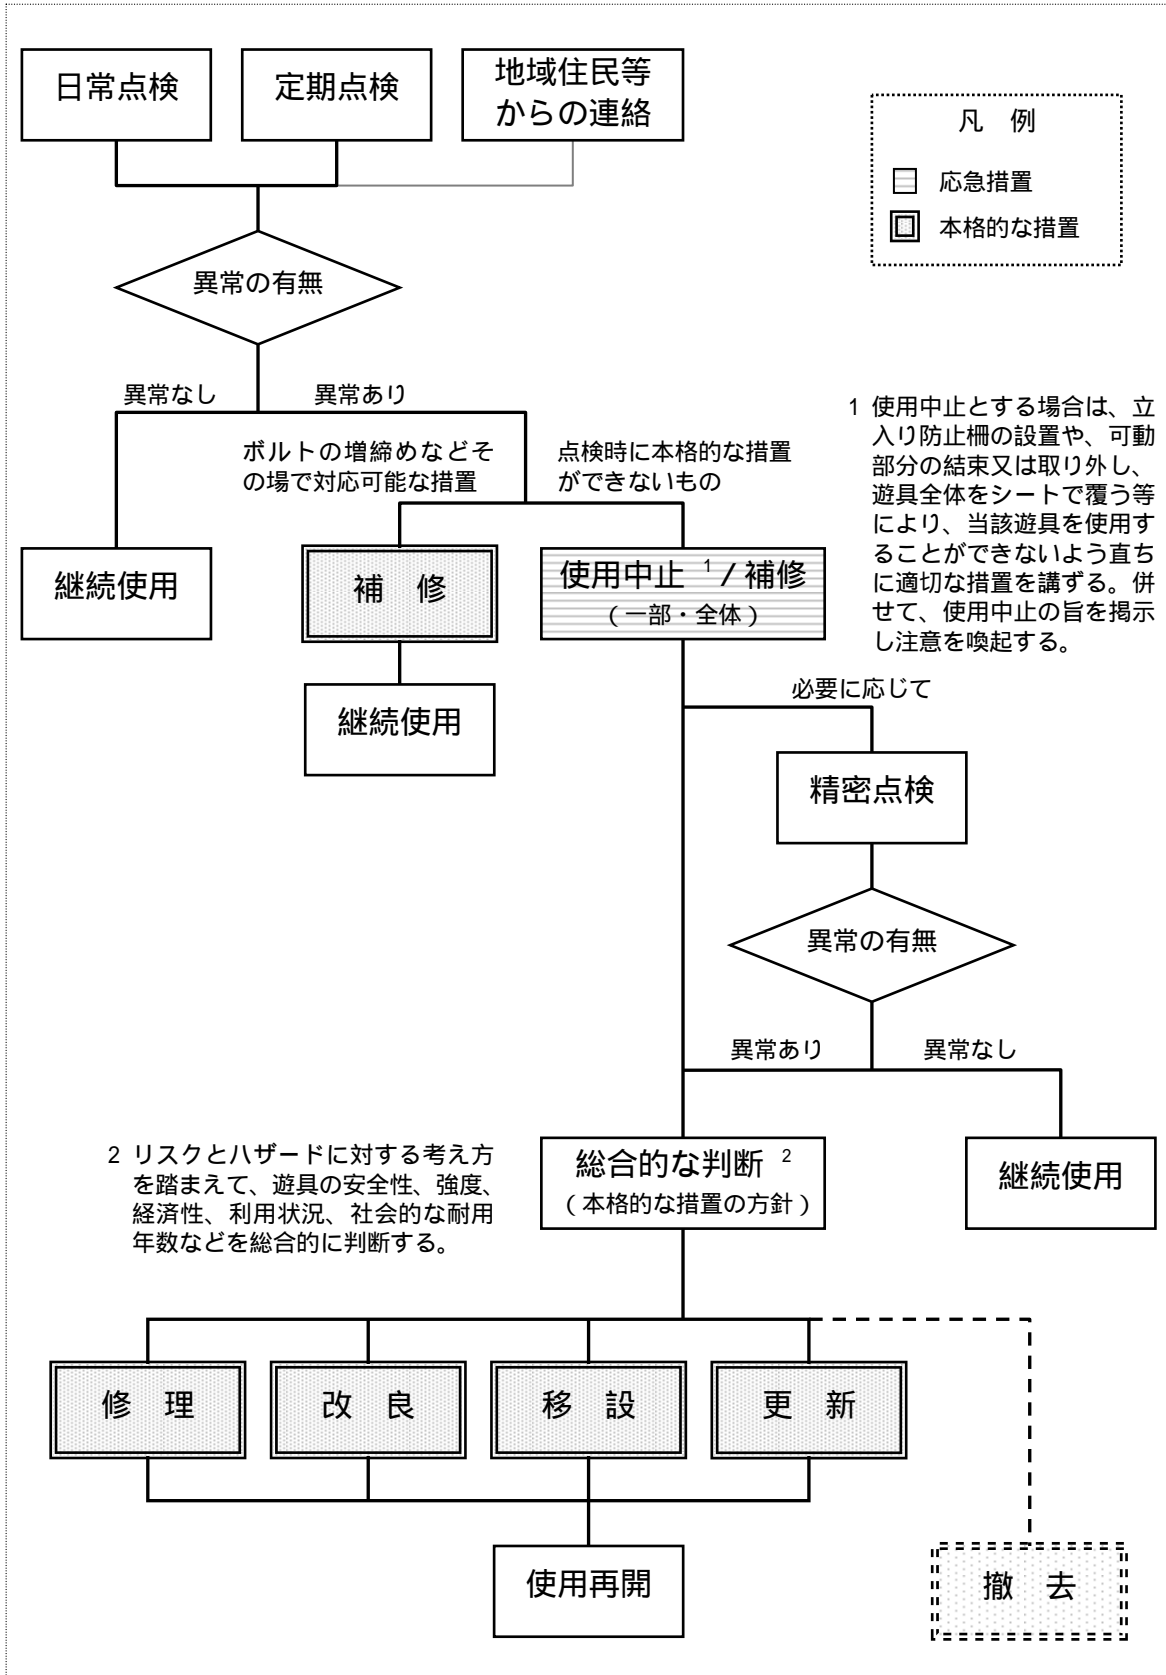 日常点検
定期点検
地域住民等
からの連絡
凡 例
応急措置
本格的な措置
異常の有無
異常なし
異常あり
ボルトの増締めなどそ
の場で対応可能な措置
点検時に本格的な措置
ができないもの
1 使用中止とする場合は、立
入り防止柵の設置や、可動
部分の結束又は取り外し、
遊具全体をシートで覆う等
により、当該遊具を使用す
ることができないよう直ち
に適切な措置を講ずる。併
せて、使用中止の旨を掲示
し注意を喚起する。
継続使用
補 修
使用中止 1 / 補修
(一部・全体)
継続使用
必要に応じて
精密点検
異常の有無
異常あり
異常なし
2 リスクとハザードに対する考え方
を踏まえて、遊具の安全性、強度、
経済性、利用状況、社会的な耐用
年数などを総合的に判断する。
総合的な判断 2
(本格的な措置の方針)
継続使用
修 理
改 良
移 設
更 新
使用再開
撤 去